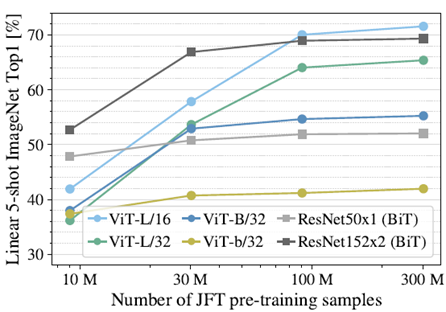 Linear 5-shot ImageNet Top1 [%]
70
60
50
40
30
ViT-L/16
ViT-B/32
ResNet50x1 (BiT)
ViT-L/32
ViT-b/32
ResNet152x2 (BiT)
10 M
30 M
100 M
300 M
Number of JFT pre-training samples